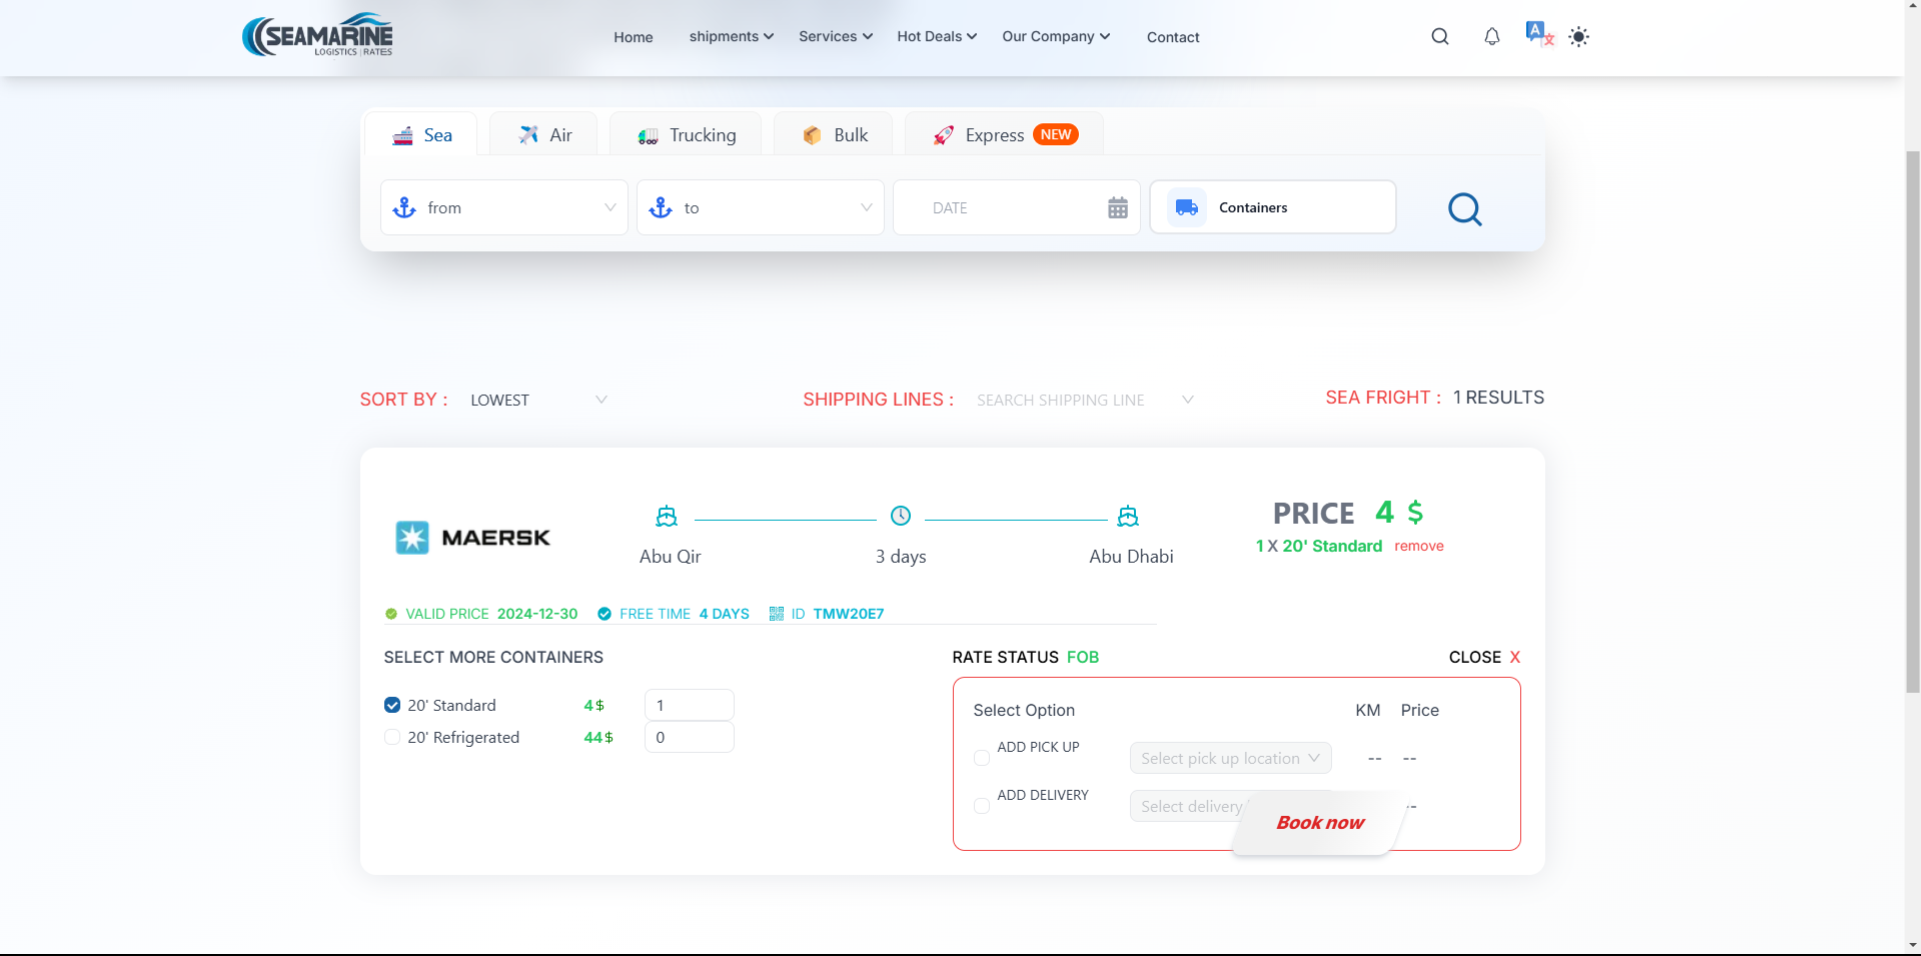 SEAMARINE
LOGISTICS | RATES
Home shipments Services Hot Deals Our Company Contact
Sea Air Trucking Bulk Express NEW
from to DATE Containers
SORT BY : LOWEST SHIPPING LINES : SEARCH SHIPPING LINE SEA FRIGHT : 1 RESULTS
MAERSK
Abu Qir 3 days Abu Dhabi
PRICE 4 $
1 X 20' Standard remove
VALID PRICE 2024-12-30 FREE TIME 4 DAYS ID TMW20E7
SELECT MORE CONTAINERS
20' Standard 4$ 1
20' Refrigerated 44$ 0
RATE STATUS FOB CLOSE X
Select Option KM Price
ADD PICK UP Select pick up location -- --
ADD DELIVERY Select delivery --
Book now